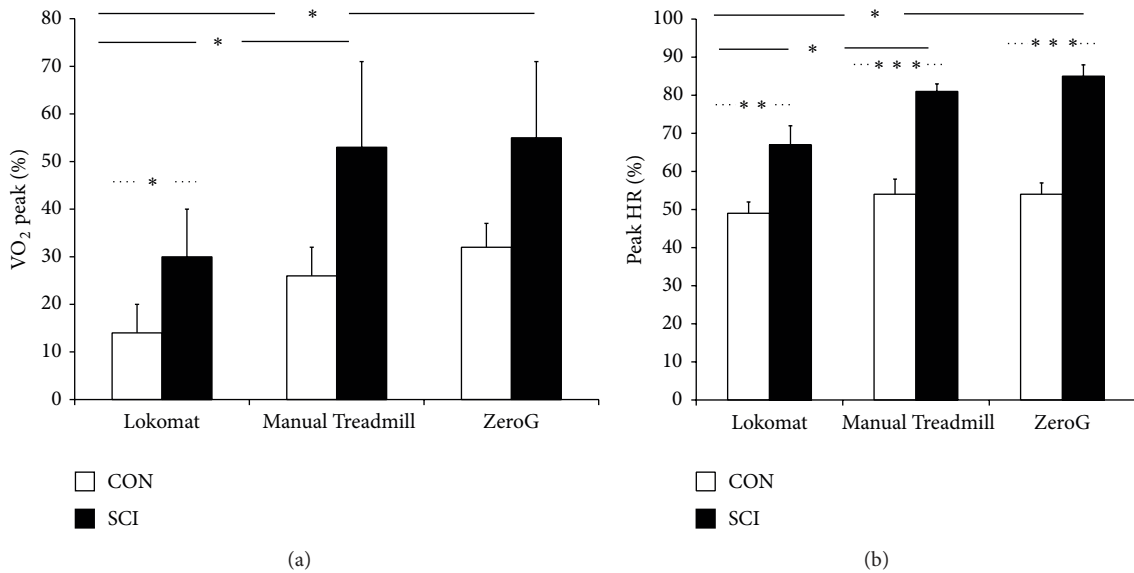 80
70
60
50
40
30
20
10
0
VO2 peak (%)
*
*
*
Lokomat
Manual Treadmill
ZeroG
CON
SCI
(a)
100
90
80
70
60
50
40
30
20
10
0
Peak HR (%)
*
*
* * *
* * *
* *
Lokomat
Manual Treadmill
ZeroG
CON
SCI
(b)